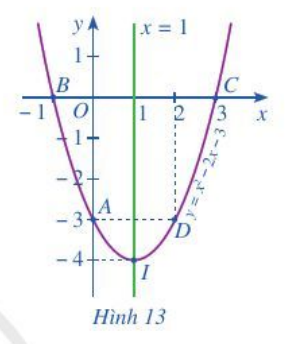 y
x = 1
1
B
C
− 1
O
1
2
3
x
− 1
− 2
A
− 3
D
y = x² − 2x − 3
− 4
I
Hình 13